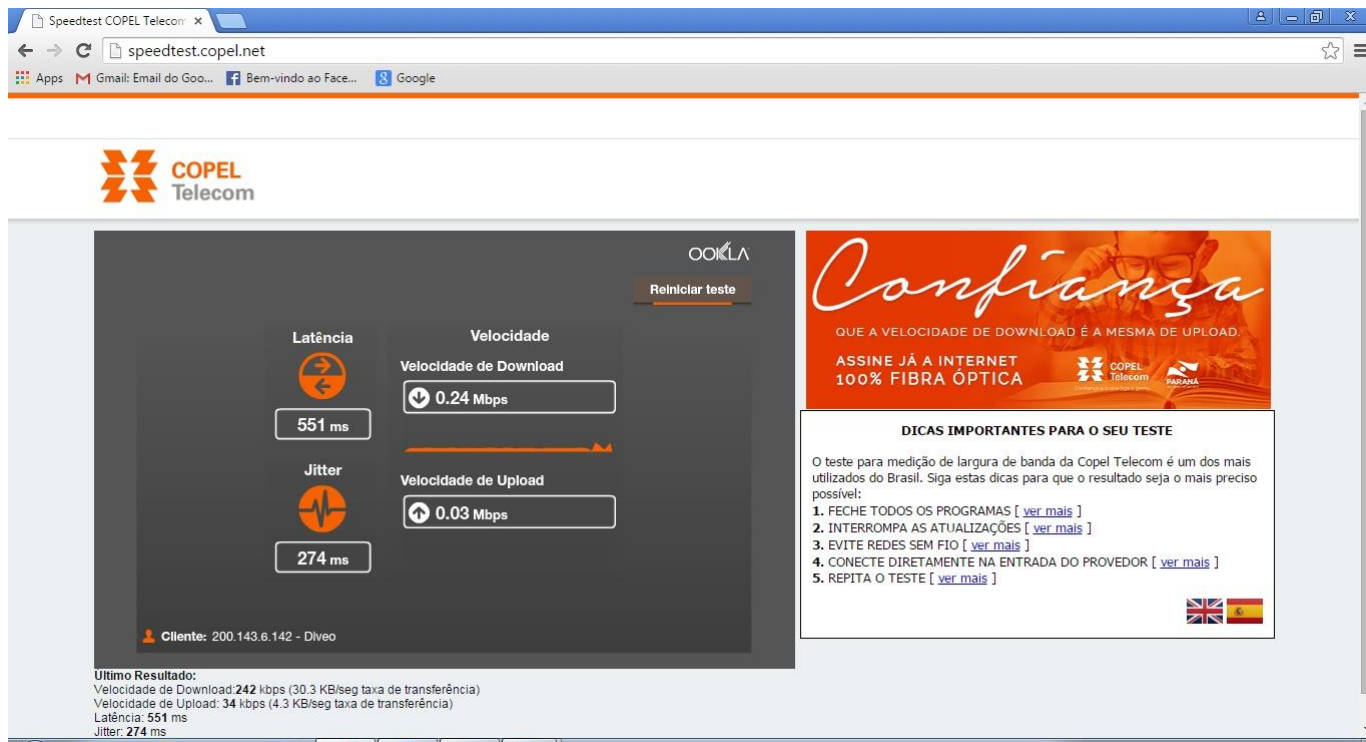 Speedtest COPEL Telecom
speedtest.copel.net
Apps Gmail: Email do Goo... Bem-vindo ao Face... Google
COPEL
Telecom
OOKLA
Reiniciar teste
Latência
551 ms
Jitter
274 ms
Velocidade
Velocidade de Download
0.24 Mbps
Velocidade de Upload
0.03 Mbps
Cliente: 200.143.6.142 - Diveo
Último Resultado:
Velocidade de Download:242 kbps (30.3 KB/seg taxa de transferência)
Velocidade de Upload: 34 kbps (4.3 KB/seg taxa de transferência)
Latência: 551 ms
Jitter: 274 ms
Confiança
QUE A VELOCIDADE DE DOWNLOAD É A MESMA DE UPLOAD.
ASSINE JÁ A INTERNET
100% FIBRA ÓPTICA
COPEL
Telecom
PARANÁ
DICAS IMPORTANTES PARA O SEU TESTE
O teste para medição de largura de banda da Copel Telecom é um dos mais
utilizados do Brasil. Siga estas dicas para que o resultado seja o mais preciso
possível:
1. FECHE TODOS OS PROGRAMAS [ ver mais ]
2. INTERROMPA AS ATUALIZAÇÕES [ ver mais ]
3. EVITE REDES SEM FIO [ ver mais ]
4. CONECTE DIRETAMENTE NA ENTRADA DO PROVEDOR [ ver mais ]
5. REPITA O TESTE [ ver mais ]